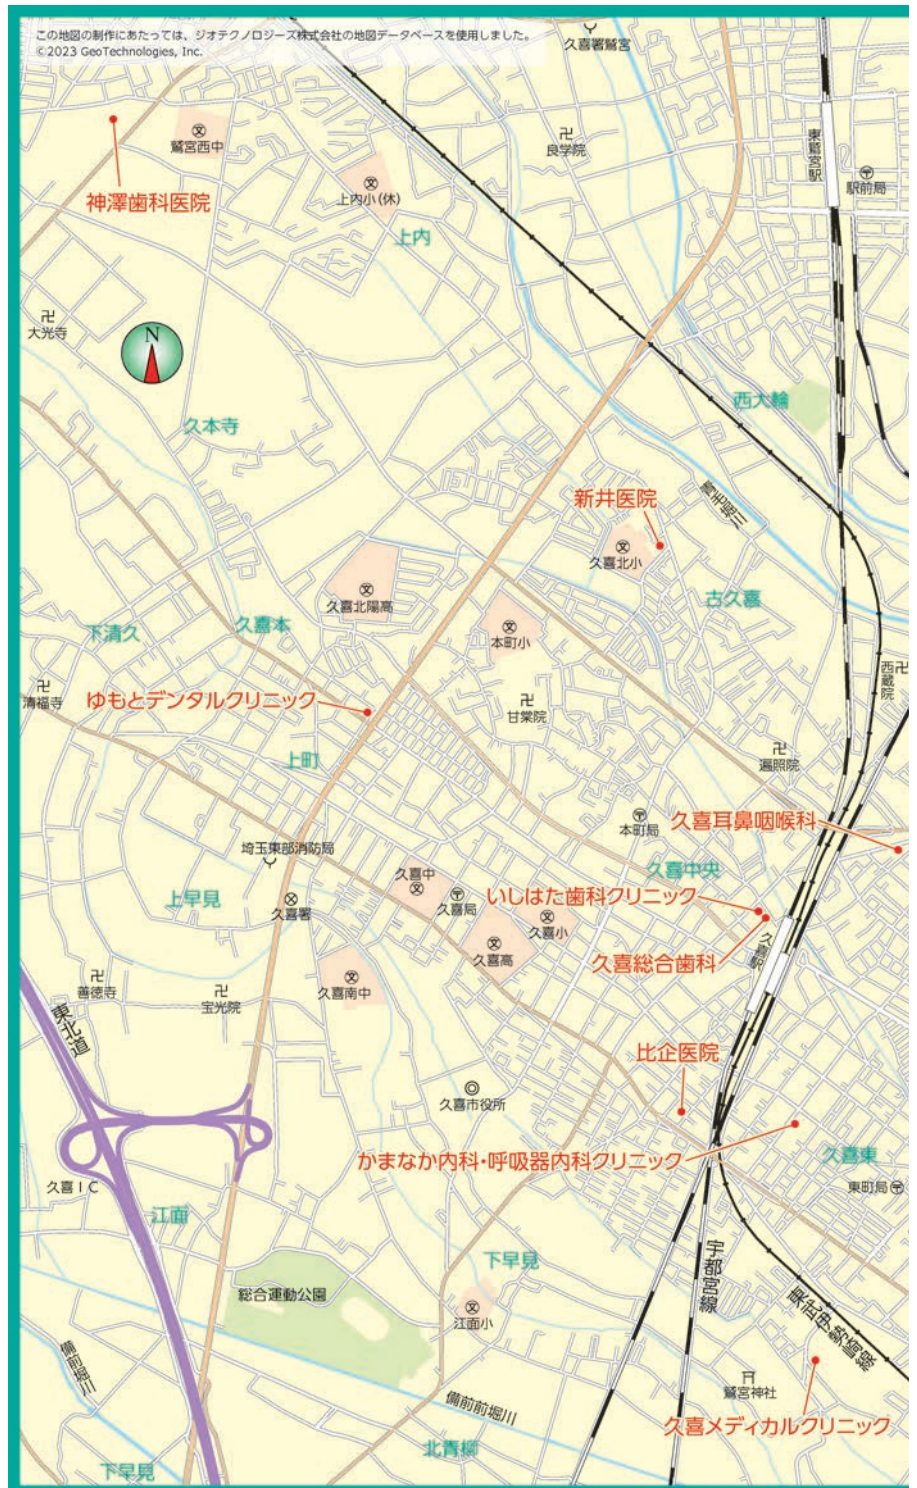 この地図の制作にあたっては、ジオテクノロジーズ株式会社の地図データベースを使用しました。
©2023 GeoTechnologies, Inc.
久喜署鷲宮
東鷲宮駅
良学院
鷲宮西中
駅前局
神澤歯科医院
上内小(休)
上内
大光寺
N
西大輪
久本寺
新井医院
青毛堀川
久喜北小
久喜北陽高
古久喜
下清久
久喜本
本町小
西蔵院
清福寺
ゆもとデンタルクリニック
甘棠院
上町
遍照院
久喜耳鼻咽喉科
本町局
埼玉東部消防局
久喜中央
久喜中
上早見
久喜署
久喜局
いしはた歯科クリニック
久喜小
久喜高
久喜駅
久喜総合歯科
善徳寺
久喜南中
宝光院
東北道
比企医院
久喜市役所
かまなか内科・呼吸器内科クリニック
久喜東
久喜IC
東町局
江面
下早見
宇都宮線
総合運動公園
江面小
東武伊勢崎線
備前堀川
鷲宮神社
備前前堀川
久喜メディカルクリニック
北青柳
下早見